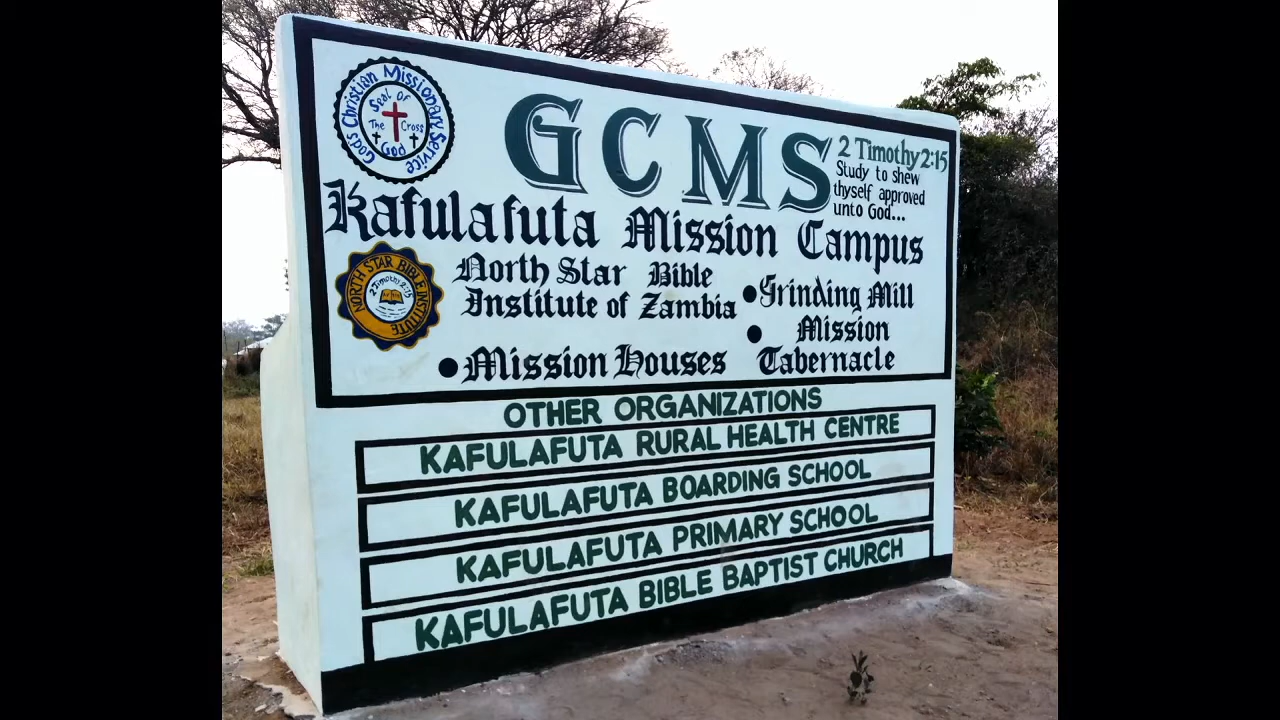 God's Christian Missionary Service
Seal Of
The Cross
God
GCMS
2 Timothy 2:15
Study to shew
thyself approved
unto God...
Kafulafuta Mission Campus
NORTH STAR BIBLE INSTITUTE
2 Timothy 2:15
North Star Bible
Institute of Zambia
●Grinding Mill
● Mission
Tabernacle
●Mission Houses
OTHER ORGANIZATIONS
KAFULAFUTA RURAL HEALTH CENTRE
KAFULAFUTA BOARDING SCHOOL
KAFULAFUTA PRIMARY SCHOOL
KAFULAFUTA BIBLE BAPTIST CHURCH